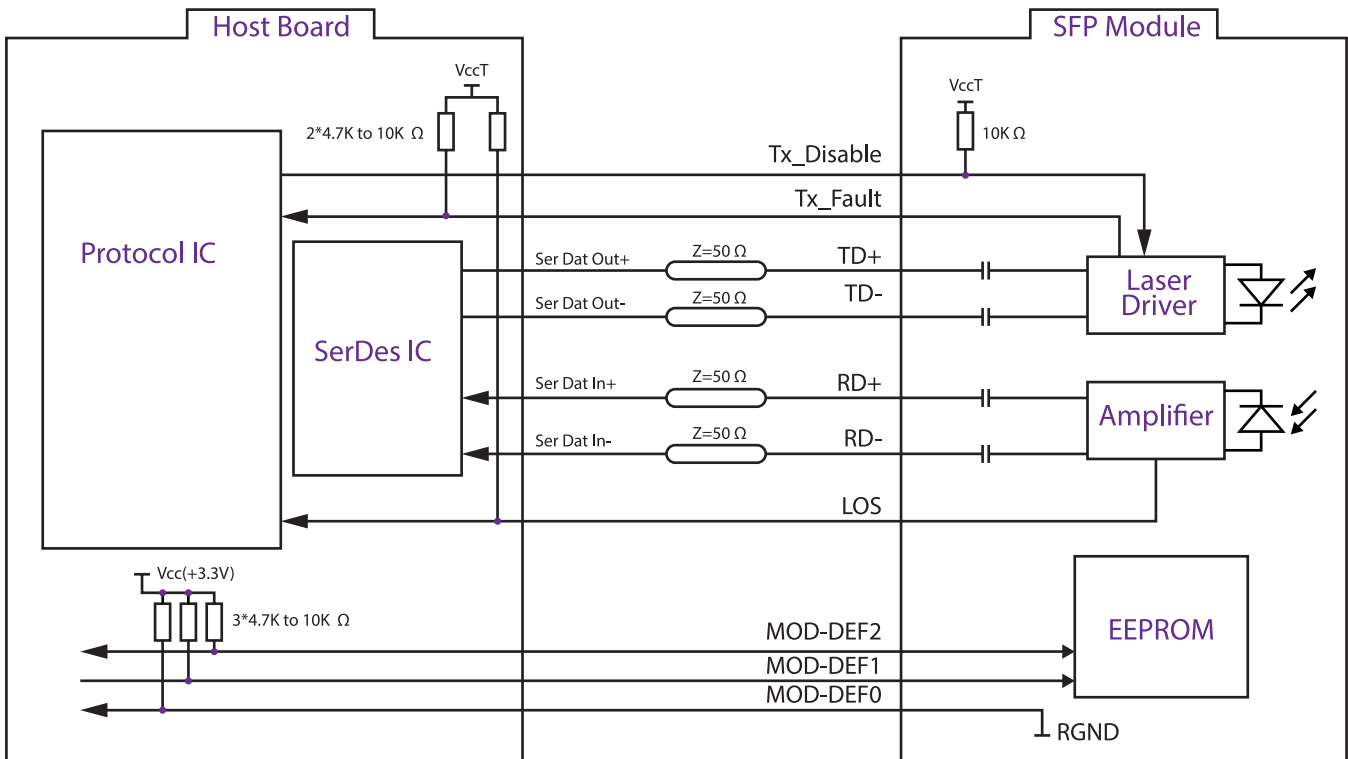 Host Board
SFP Module
VccT
VccT
2*4.7K to 10K Ω
10K Ω
Tx_Disable
Tx_Fault
Protocol IC
Ser Dat Out+
Z=50 Ω
TD+
Ser Dat Out-
Z=50 Ω
TD-
Laser
Driver
SerDes IC
Ser Dat In+
Z=50 Ω
RD+
Ser Dat In-
Z=50 Ω
RD-
Amplifier
LOS
Vcc(+3.3V)
3*4.7K to 10K Ω
MOD-DEF2
MOD-DEF1
MOD-DEF0
EEPROM
RGND